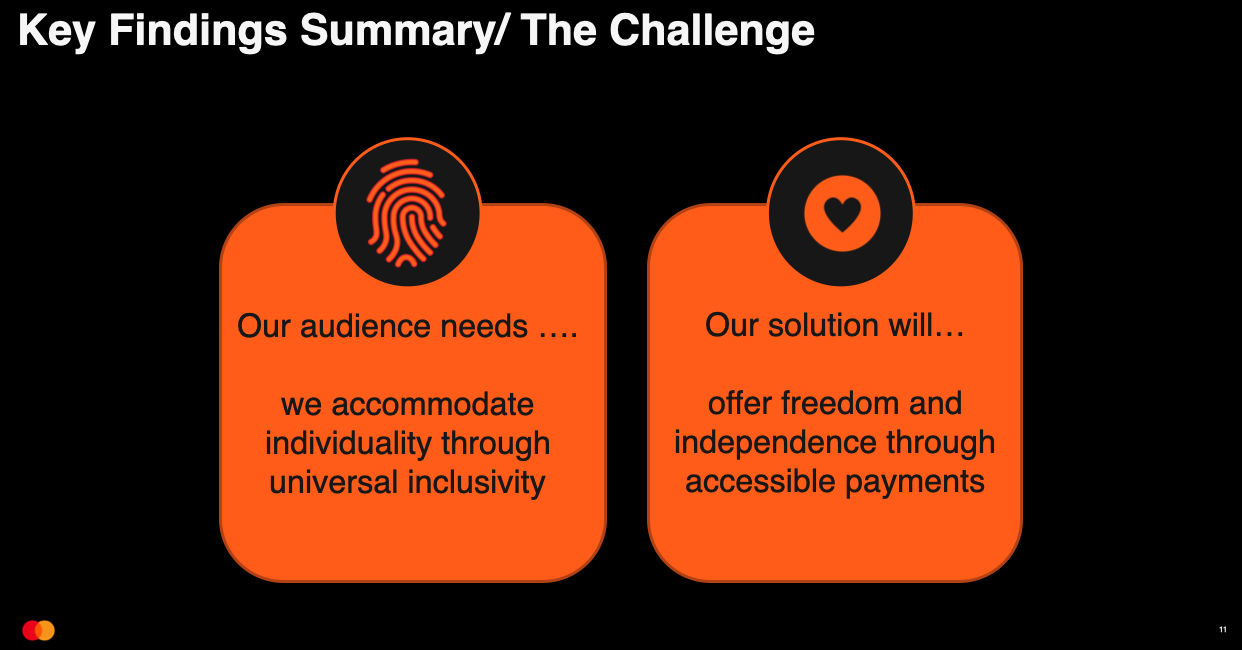 Key Findings Summary/ The Challenge
Our audience needs ….
we accommodate
individuality through
universal inclusivity
Our solution will…
offer freedom and
independence through
accessible payments
11